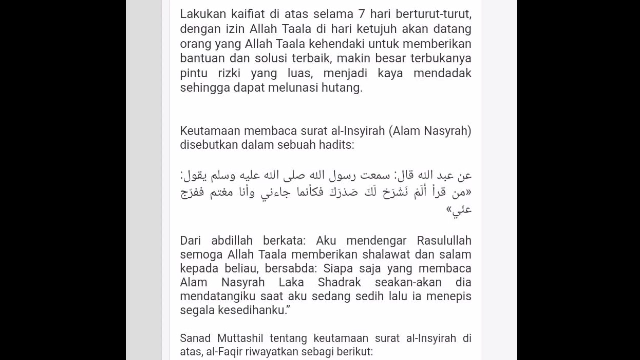 Lakukan kaifiat di atas selama 7 hari berturut-turut,
dengan izin Allah Taala di hari ketujuh akan datang
orang yang Allah Taala kehendaki untuk memberikan
bantuan dan solusi terbaik, makin besar terbukanya
pintu rizki yang luas, menjadi kaya mendadak
sehingga dapat melunasi hutang.
Keutamaan membaca surat al-Insyirah (Alam Nasyrah)
disebutkan dalam sebuah hadits:
عن عبد الله قال: سمعت رسول الله صلى الله عليه وسلم يقول:
«من قرأ أَلَمْ نَشْرَحْ لَكَ صَدْرَكَ فكأنما جاءني وأنا مغتم ففرّج
عنّي»
Dari abdillah berkata: Aku mendengar Rasulullah
semoga Allah Taala memberikan shalawat dan salam
kepada beliau, bersabda: Siapa saja yang membaca
Alam Nasyrah Laka Shadrak seakan-akan dia
mendatangiku saat aku sedang sedih lalu ia menepis
segala kesedihanku.”
Sanad Muttashil tentang keutamaan surat al-Insyirah di
atas, al-Faqir riwayatkan sebagai berikut: